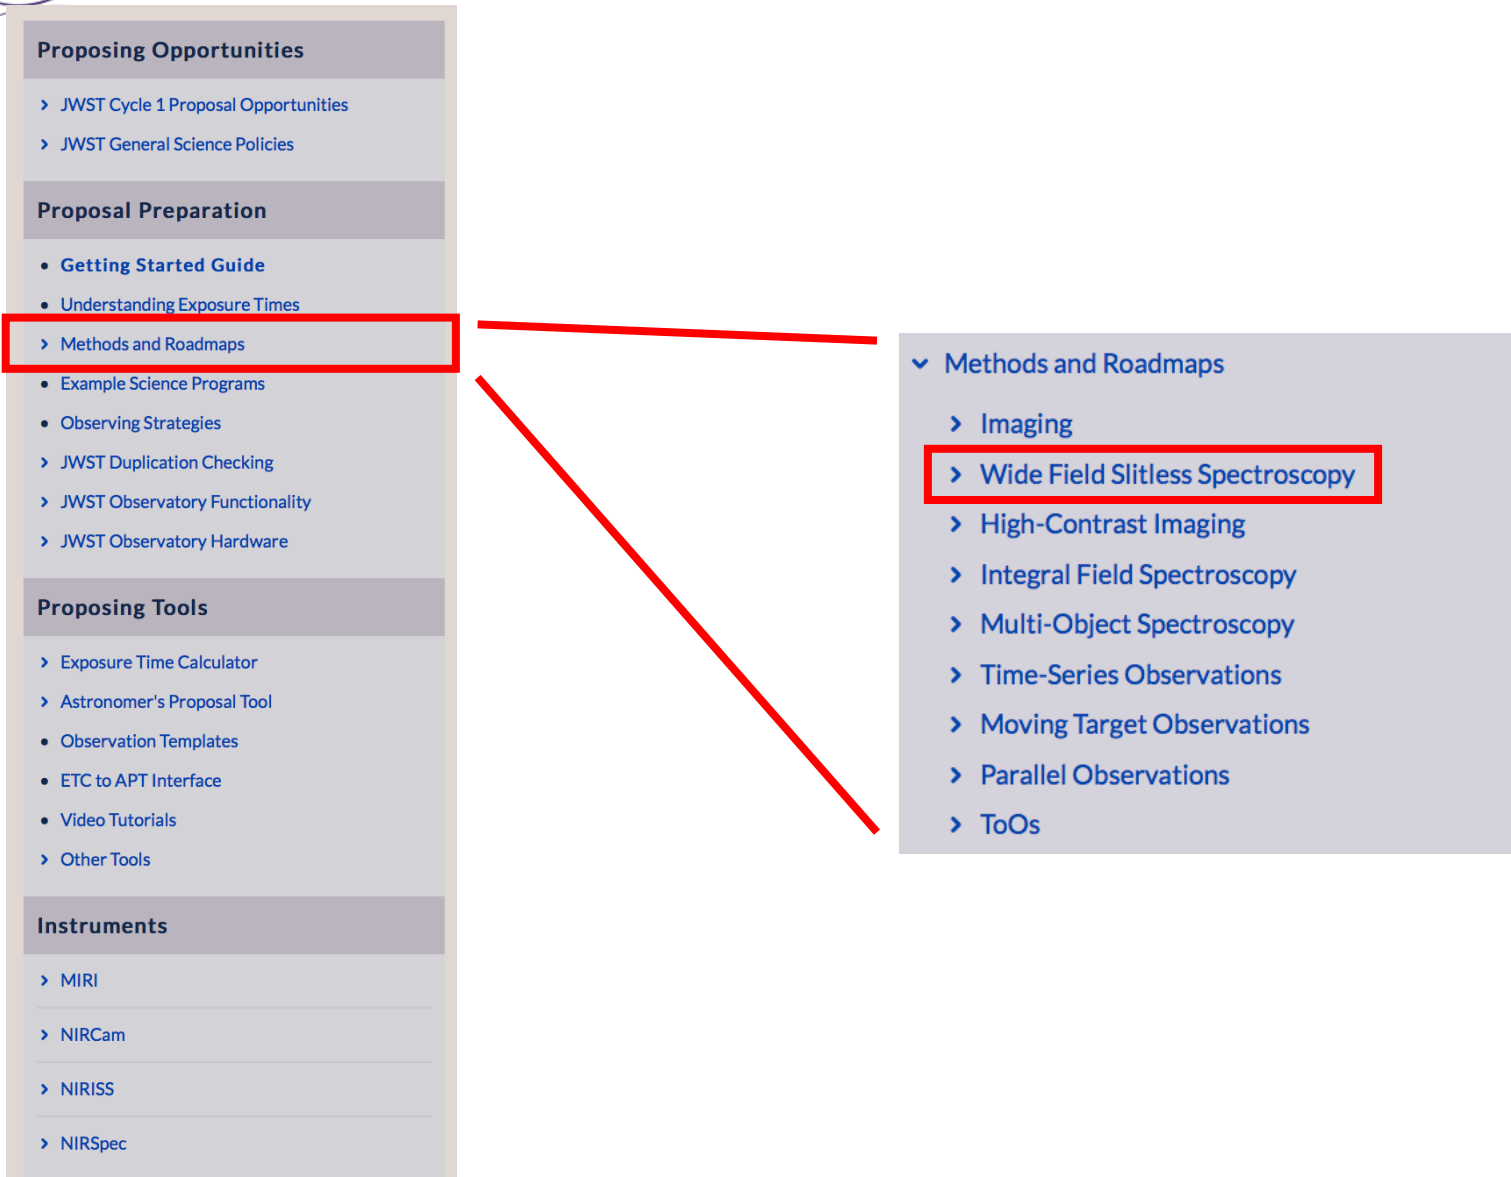 Proposing Opportunities
JWST Cycle 1 Proposal Opportunities
JWST General Science Policies
Proposal Preparation
Getting Started Guide
Understanding Exposure Times
Methods and Roadmaps
Example Science Programs
Observing Strategies
JWST Duplication Checking
JWST Observatory Functionality
JWST Observatory Hardware
Proposing Tools
Exposure Time Calculator
Astronomer's Proposal Tool
Observation Templates
ETC to APT Interface
Video Tutorials
Other Tools
Instruments
MIRI
NIRCam
NIRISS
NIRSpec
Methods and Roadmaps
Imaging
Wide Field Slitless Spectroscopy
High-Contrast Imaging
Integral Field Spectroscopy
Multi-Object Spectroscopy
Time-Series Observations
Moving Target Observations
Parallel Observations
ToOs